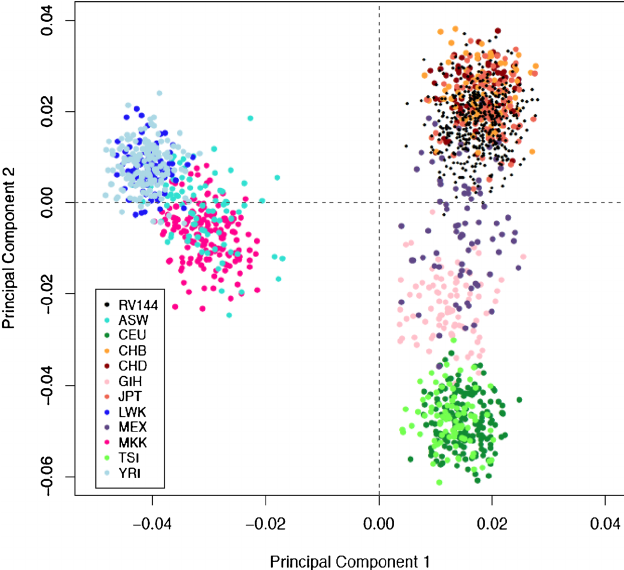 0.04
0.02
0.00
−0.02
−0.04
−0.06
Principal Component 2
RV144
ASW
CEU
CHB
CHD
GIH
JPT
LWK
MEX
MKK
TSI
YRI
−0.04 −0.02 0.00 0.02 0.04
Principal Component 1